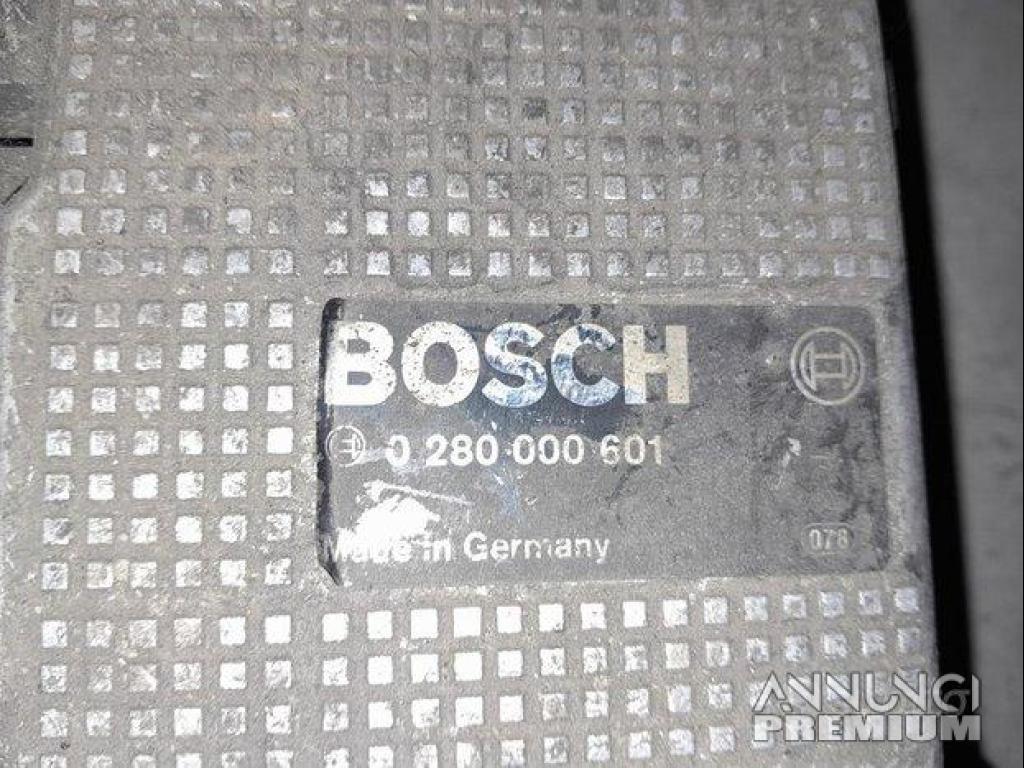 BOSCH
0 280 000 601
Made in Germany
078
ANNUNCI
PREMIUM